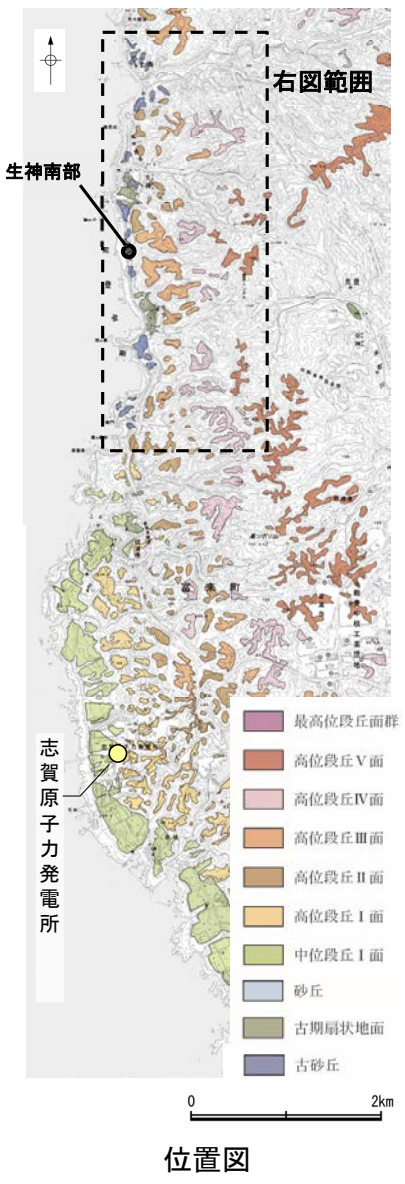 右図範囲
生神南部
富来町
志賀原子力発電所
最高位段丘面群
高位段丘Ⅴ面
高位段丘Ⅳ面
高位段丘Ⅲ面
高位段丘Ⅱ面
高位段丘Ⅰ面
中位段丘Ⅰ面
砂丘
古期扇状地面
古砂丘
0 2km
位置図